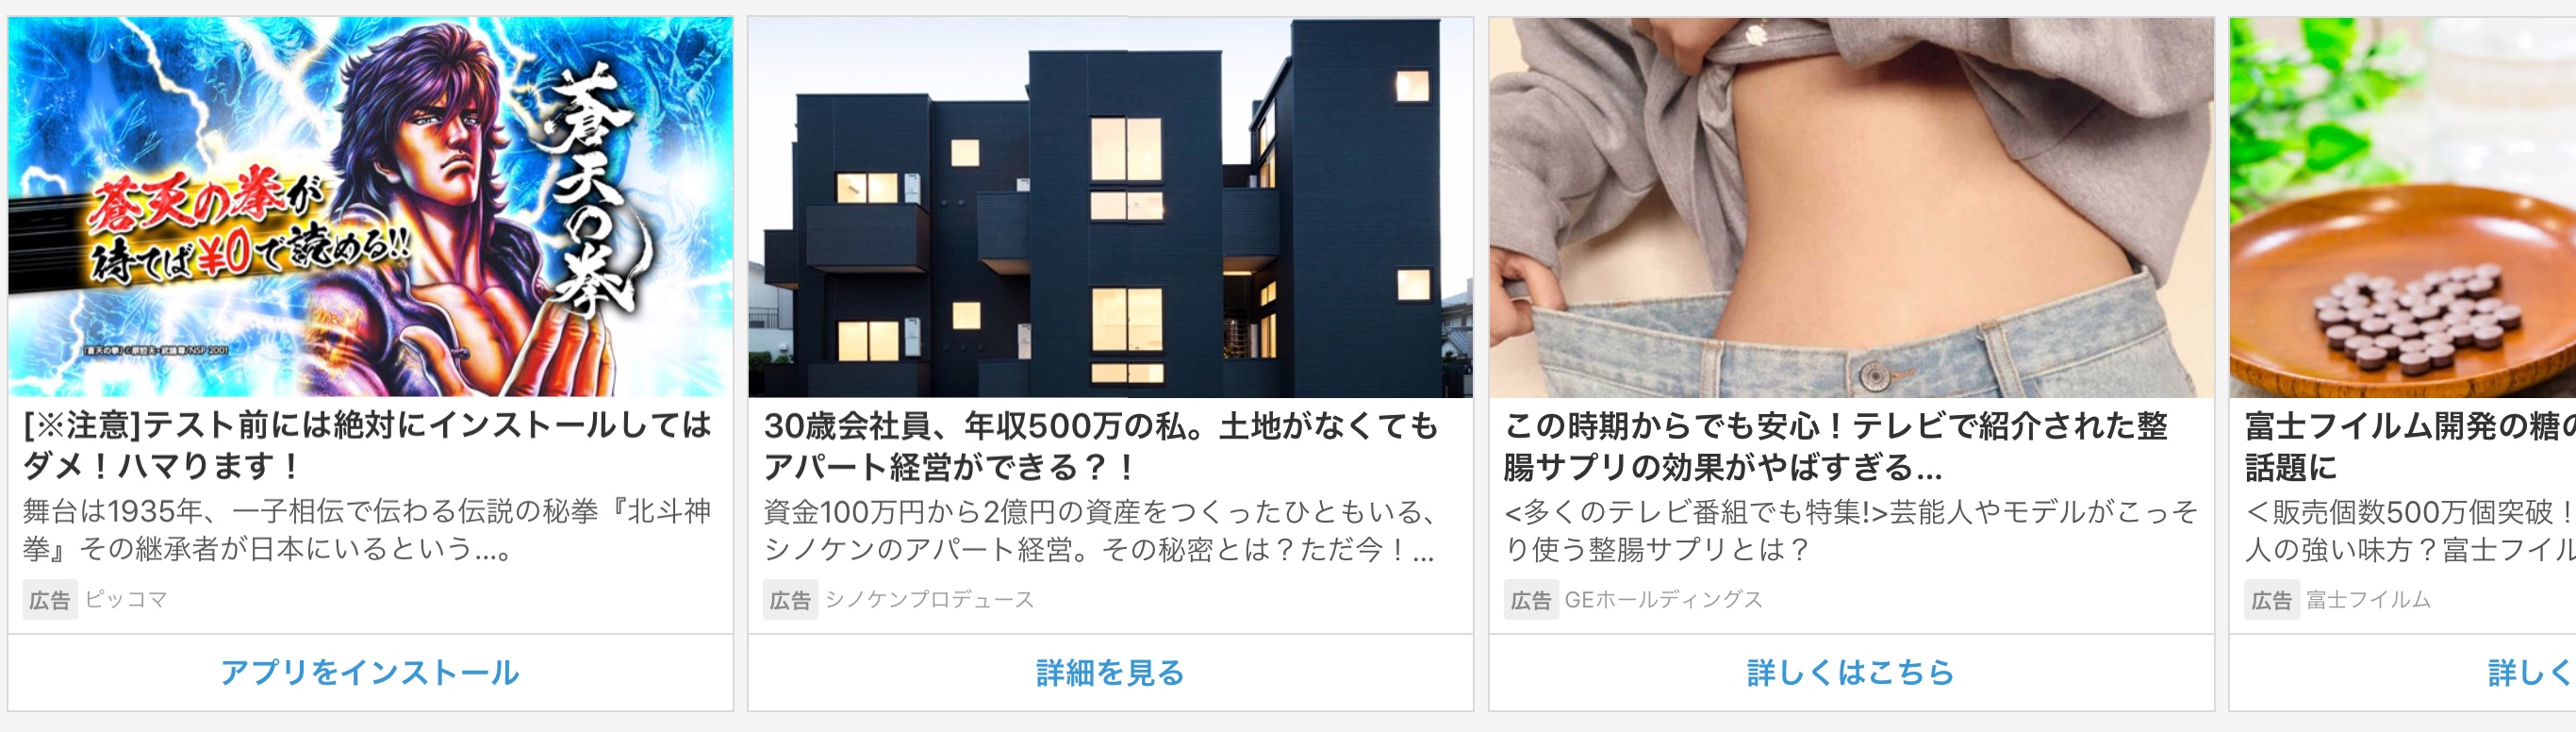 蒼天の拳が
待てば¥0で読める!!
蒼天の拳
[※注意]テスト前には絶対にインストールしては
ダメ！ハマります！
舞台は1935年、一子相伝で伝わる伝説の秘拳『北斗神
拳』その継承者が日本にいるという...。
広告 ピッコマ
アプリをインストール
30歳会社員、年収500万の私。土地がなくても
アパート経営ができる？！
資金100万円から2億円の資産をつくったひともいる、
シノケンのアパート経営。その秘密とは？ただ今！...
広告 シノケンプロデュース
詳細を見る
この時期からでも安心！テレビで紹介された整
腸サプリの効果がやばすぎる...
<多くのテレビ番組でも特集!>芸能人やモデルがこっそ
り使う整腸サプリとは？
広告 GEホールディングス
詳しくはこちら
富士フイルム開発の糖
話題に
＜販売個数500万個突破！
人の強い味方？富士フイル
広告 富士フイルム
詳しく